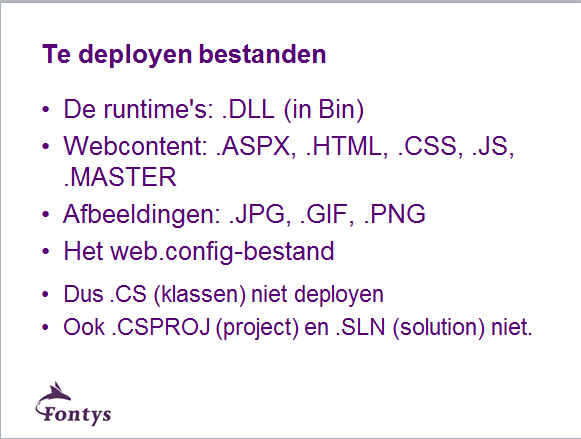 Te deployen bestanden
• De runtime's: .DLL (in Bin)
• Webcontent: .ASPX, .HTML, .CSS, .JS,
.MASTER
• Afbeeldingen: .JPG, .GIF, .PNG
• Het web.config-bestand
• Dus .CS (klassen) niet deployen
• Ook .CSPROJ (project) en .SLN (solution) niet.
Fontys